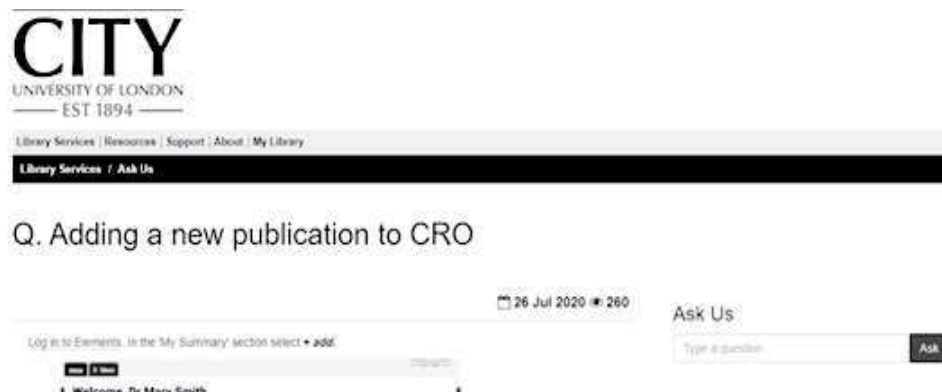 CITY
UNIVERSITY OF LONDON
EST 1894
Library Services | Resources | Support | About | My Library
Library Services / Ask Us
Q. Adding a new publication to CRO
26 Jul 2020 260
Ask Us
Log in to Elements. In the 'My Summary' section select + add.
Type a question
Ask
Welcome, Dr Mary Smith